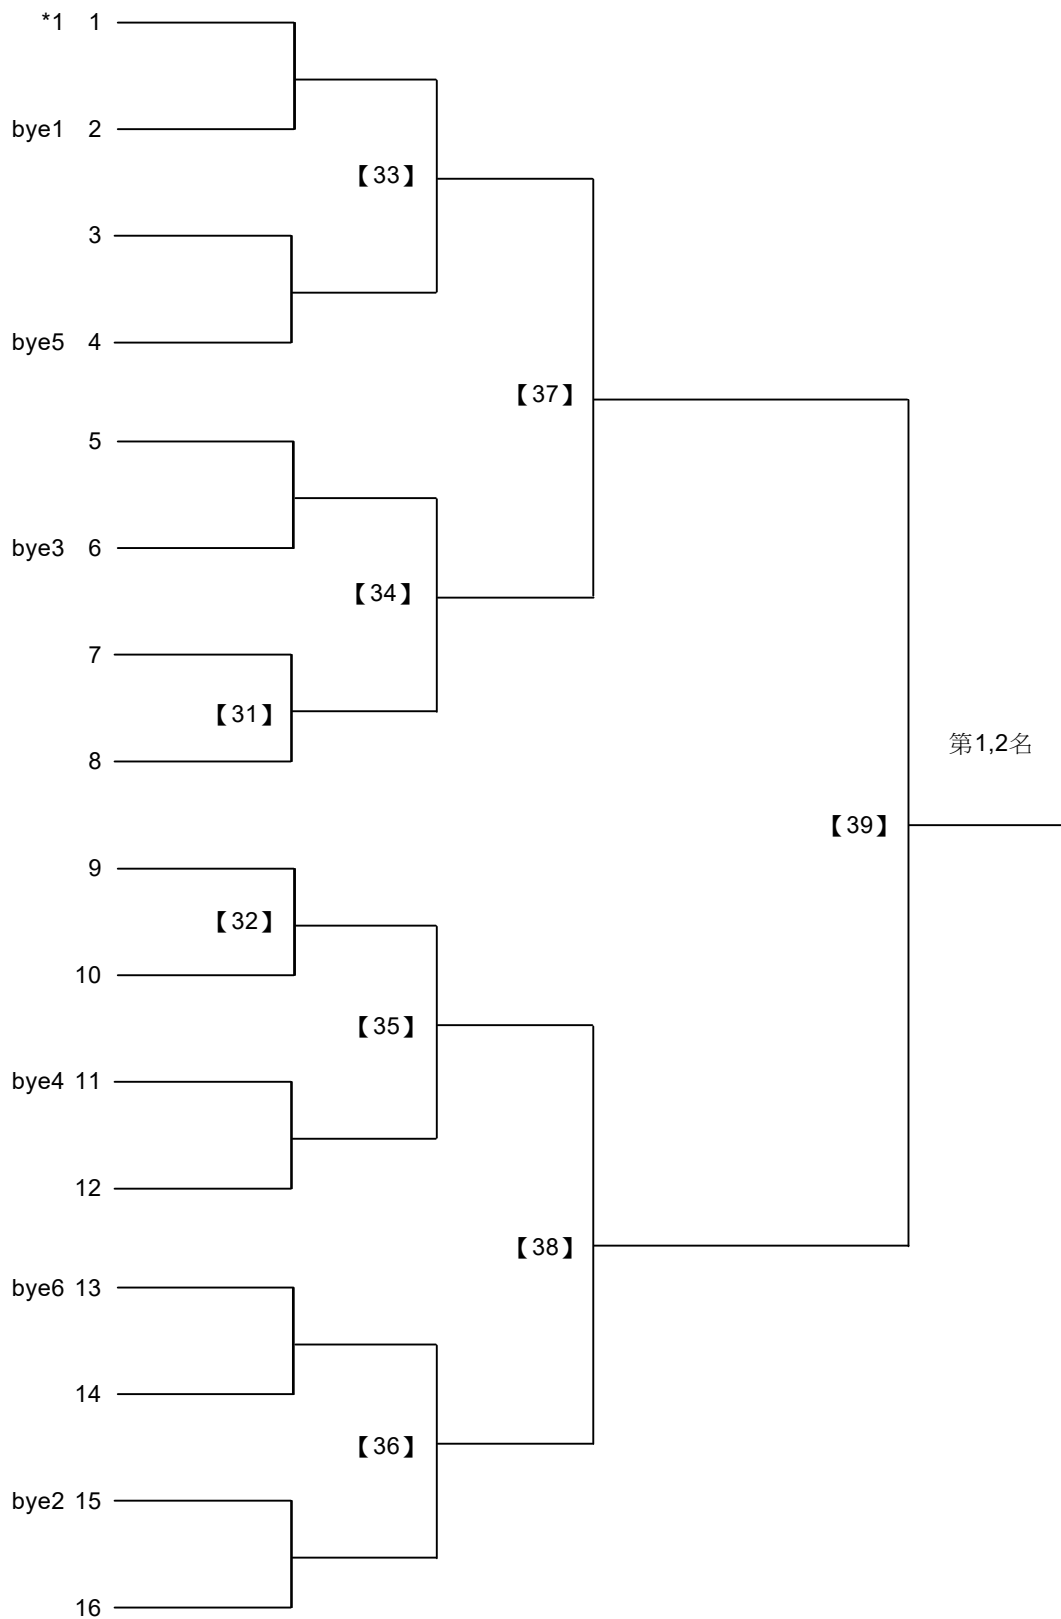 *1 1
bye1 2
【33】
3
bye5 4
【37】
5
bye3 6
【34】
7
【31】
8
第1,2名
【39】
9
【32】
10
【35】
bye4 11
12
【38】
bye6 13
14
【36】
bye2 15
16